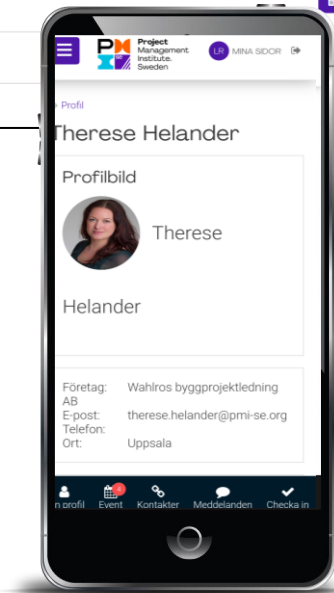 Project
Management
Institute.
Sweden
LR MINA SIDOR
> Profil
Therese Helander
Profilbild
Therese
Helander
Företag: Wahlros byggprojektledning
AB
E-post: therese.helander@pmi-se.org
Telefon:
Ort: Uppsala
n profil Event 4 Kontakter Meddelanden Checka in